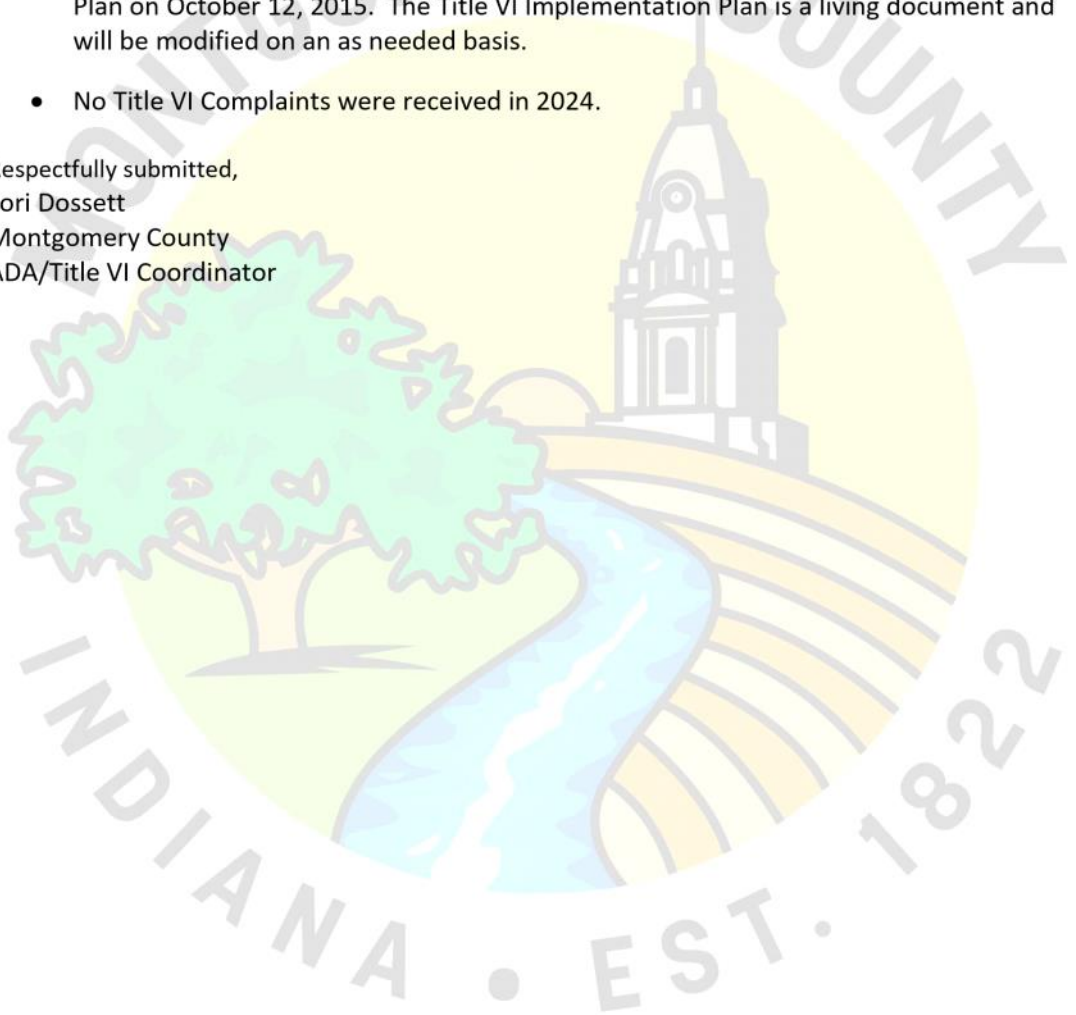 Plan on October 12, 2015. The Title VI Implementation Plan is a living document and
will be modified on an as needed basis.
• No Title VI Complaints were received in 2024.
espectfully submitted,
ori Dossett
Montgomery County
ADA/Title VI Coordinator
COUNTY
INDIANA • EST. 1822